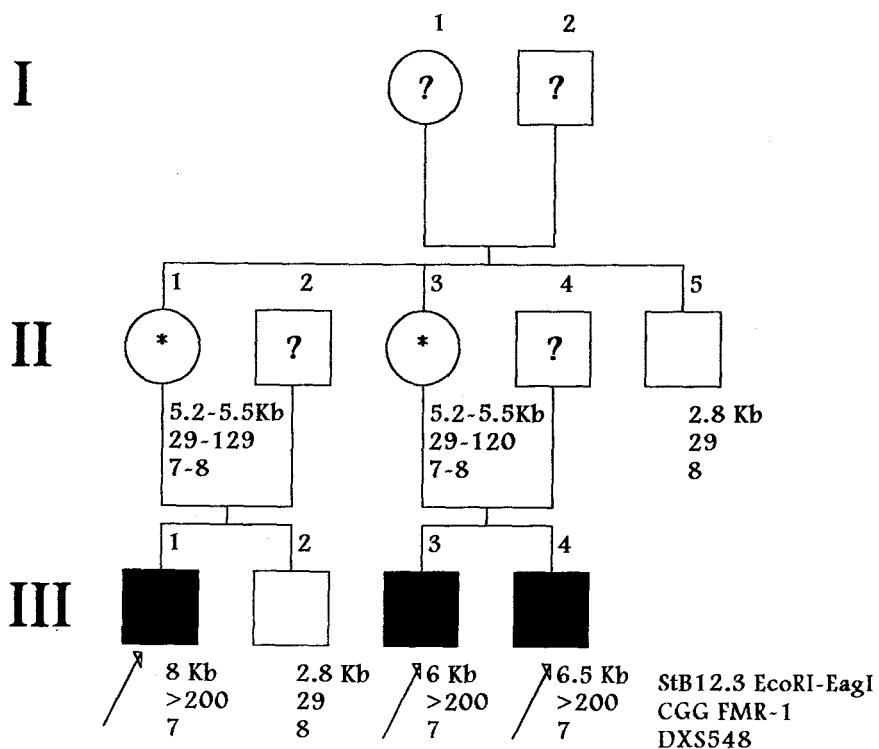 1 2
I
? ?
1 2 3 4 5
II
* ? * ?
5.2-5.5Kb 5.2-5.5Kb 2.8 Kb
29-129 29-120 29
7-8 7-8 8
1 2 3 4
III
8 Kb 2.8 Kb 6 Kb 6.5 Kb StB12.3 EcoRI-EagI
>200 29 >200 >200 CGG FMR-1
7 8 7 7 DXS548